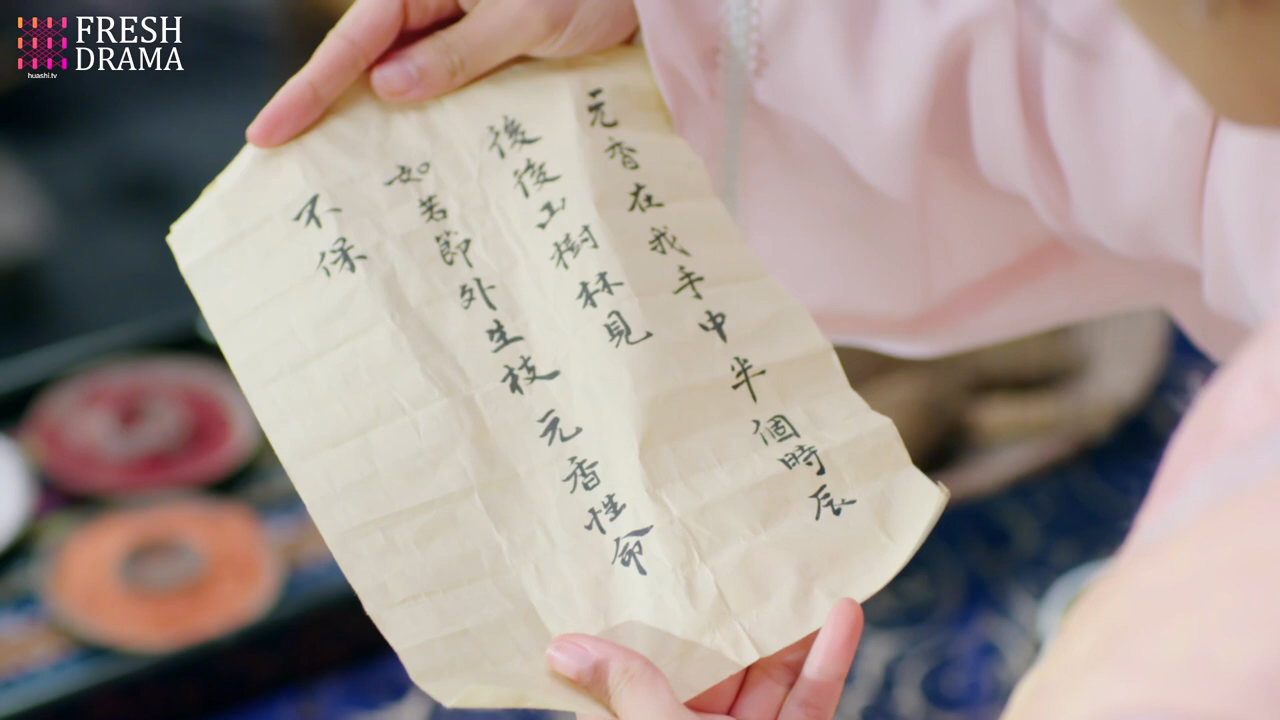 FRESH
DRAMA
huashi.tv
元香在我手中半個時辰
後後山樹林見
如若節外生枝元香性命
不保